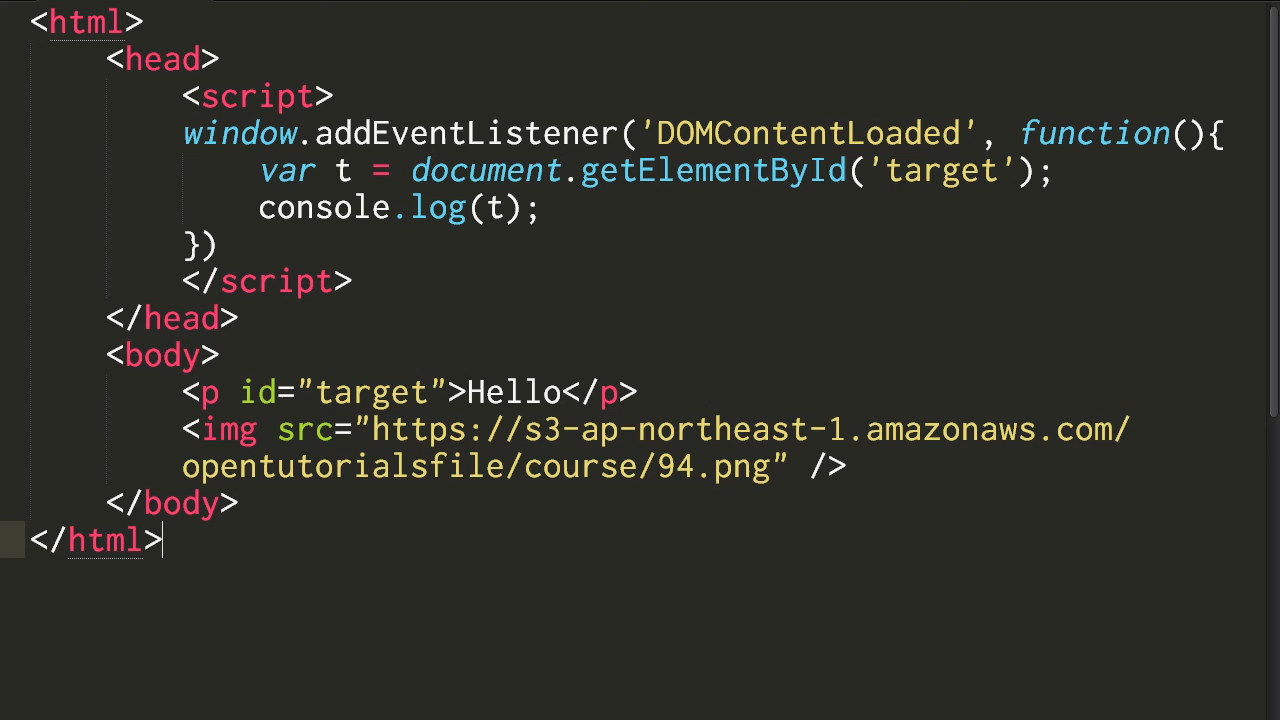 <html>
    <head>
        <script>
        window.addEventListener('DOMContentLoaded', function(){
            var t = document.getElementById('target');
            console.log(t);
        })
        </script>
    </head>
    <body>
        <p id="target">Hello</p>
        <img src="https://s3-ap-northeast-1.amazonaws.com/
        opentutorialsfile/course/94.png" />
    </body>
</html>